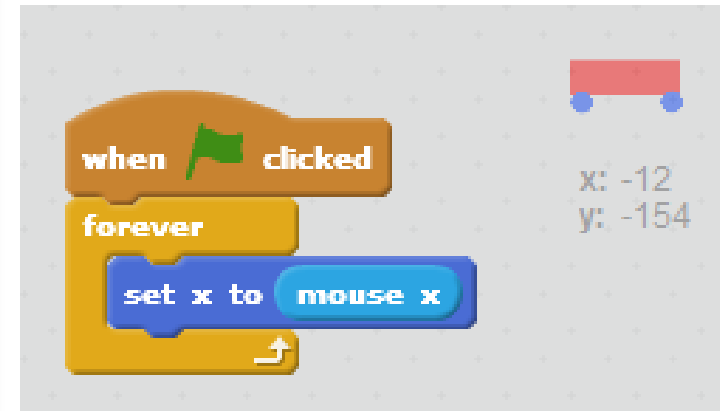 when clicked
forever
set x to mouse x
x: -12
y: -154